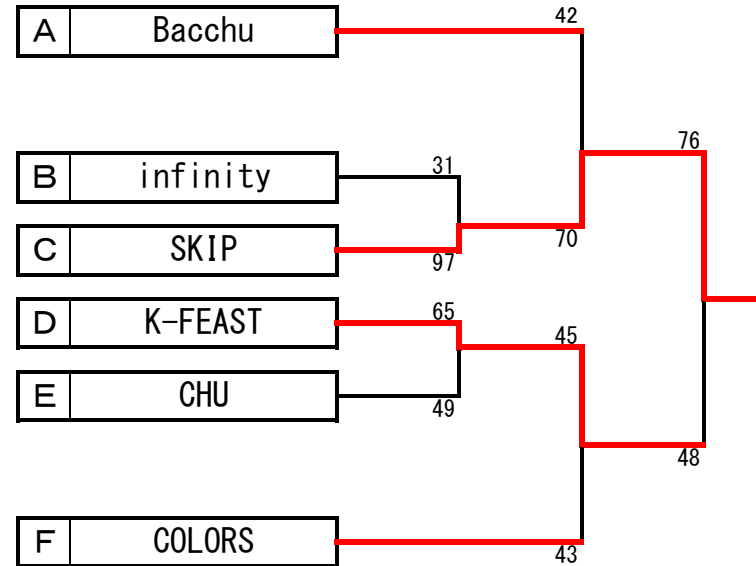 42
A Bacchu
76
B infinity 31
C SKIP 97 70
D K-FEAST 65 45
E CHU 49
48
F COLORS 43